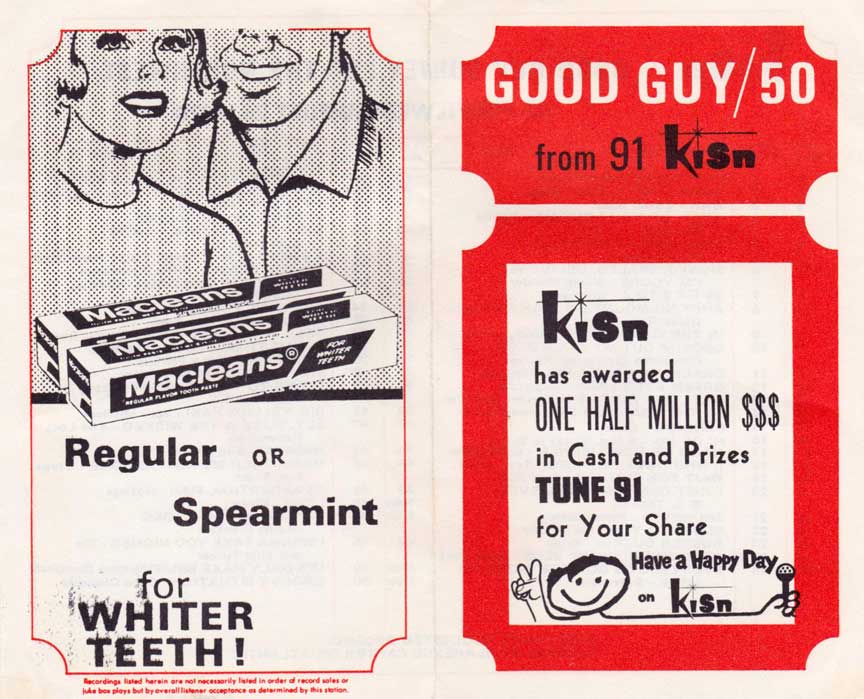 Macleans
Macleans
Macleans®
FOR
WHITER
TEETH
REGULAR FLAVOR TOOTH PASTE
Regular OR
Spearmint
for
WHITER
TEETH!
Recordings listed herein are not necessarily listed in order of record sales or
juke box plays but by overall listener acceptance as determined by this station.
GOOD GUY/50
from 91 KiSn
KiSn
has awarded
ONE HALF MILLION $$$
in Cash and Prizes
TUNE 91
for Your Share
Have a Happy Day
on KiSn